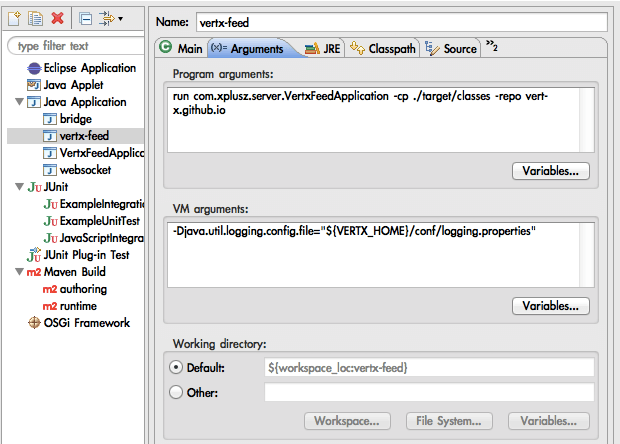 Name: vertx-feed
type filter text
Main (x)= Arguments JRE Classpath Source »2
Eclipse Application
Java Applet
Java Application
bridge
vertx-feed
VertxFeedApplic
websocket
JUnit
ExampleIntegratio
ExampleUnitTest
JavaScriptIntegra
JUnit Plug-in Test
m2 Maven Build
m2 authoring
m2 runtime
OSGi Framework
Program arguments:
run com.xplusz.server.VertxFeedApplication -cp ./target/classes -repo vert-
x.github.io
Variables...
VM arguments:
-Djava.util.logging.config.file="${VERTX_HOME}/conf/logging.properties"
Variables...
Working directory:
Default: ${workspace_loc:vertx-feed}
Other:
Workspace... File System... Variables...